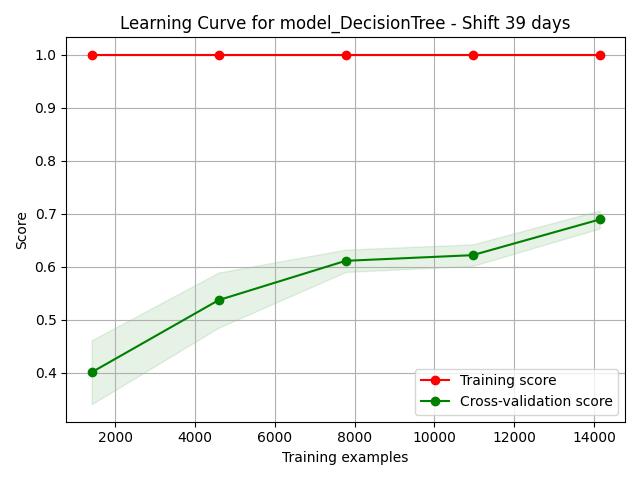 Learning Curve for model_DecisionTree - Shift 39 days
1.0
0.9
0.8
0.7
0.6
0.5
0.4
Score
2000 4000 6000 8000 10000 12000 14000
Training examples
Training score
Cross-validation score